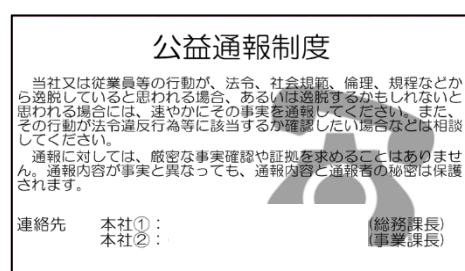 公益通報制度
当社又は従業員等の行動が、法令、社会規範、倫理、規程などか
ら逸脱していると思われる場合、あるいは逸脱するかもしれないと
思われる場合には、速やかにその事実を通報してください。また、
その行動が法令違反行為等に該当するか確認したい場合などは相談
してください。
通報に対しては、厳密な事実確認や証拠を求めることはありませ
ん。通報内容が事実と異なっても、通報内容と通報者の秘密は保護
されます。
連絡先 本社①： (総務課長)
本社②： (事業課長)